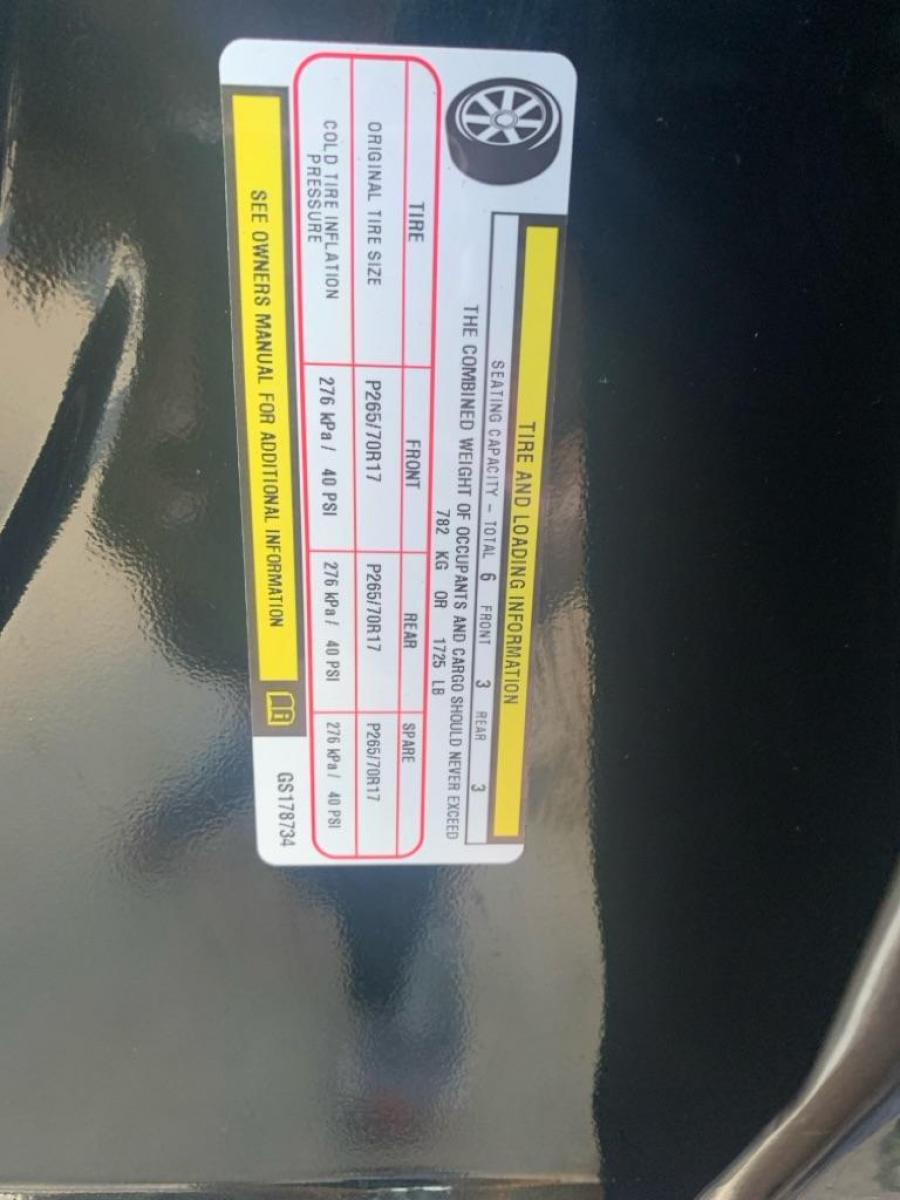 TIRE AND LOADING INFORMATION
SEATING CAPACITY – TOTAL 6 FRONT 3 REAR 3
THE COMBINED WEIGHT OF OCCUPANTS AND CARGO SHOULD NEVER EXCEED
782 KG OR 1725 LB
TIRE FRONT REAR SPARE
ORIGINAL TIRE SIZE P265/70R17 P265/70R17 P265/70R17
COLD TIRE INFLATION
PRESSURE 276 kPa / 40 PSI 276 kPa / 40 PSI 276 kPa / 40 PSI
SEE OWNERS MANUAL FOR ADDITIONAL INFORMATION
GS178734